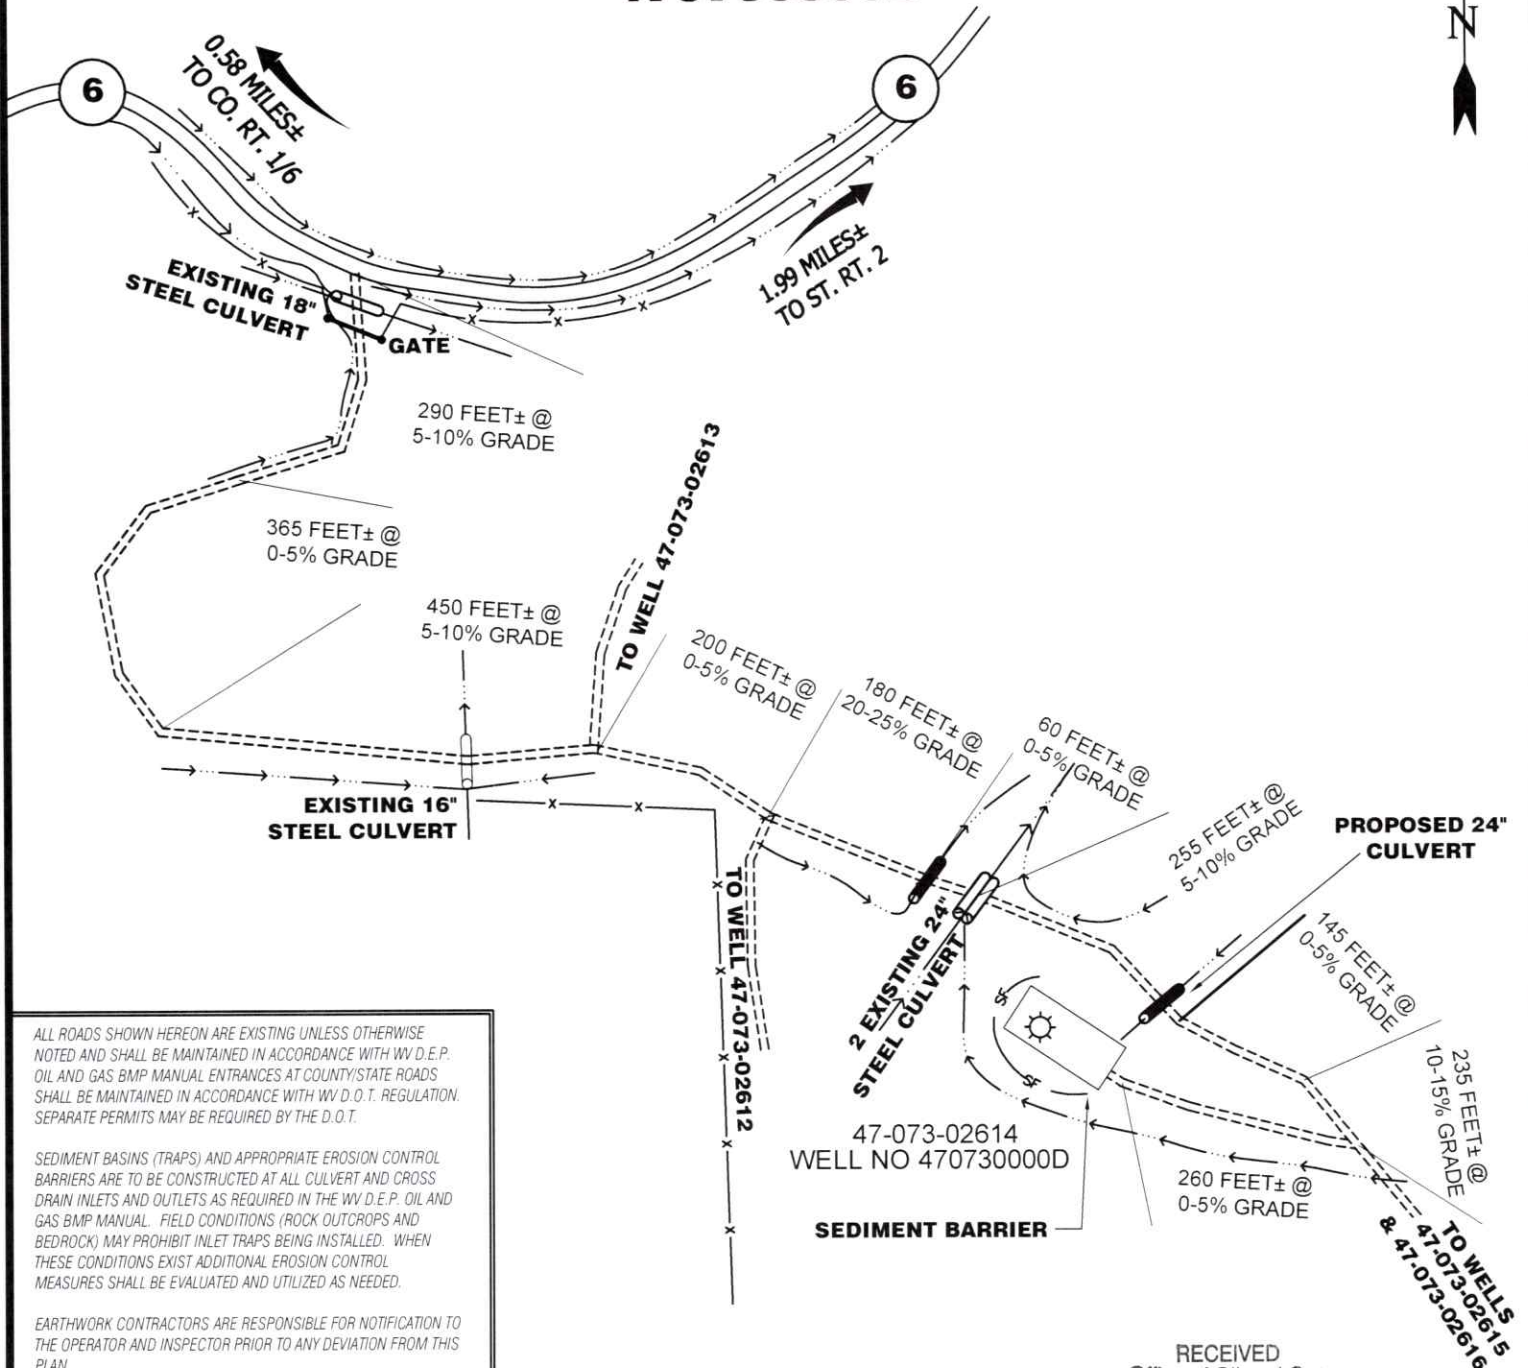 N
6
6
0.58 MILES±
TO CO. RT. 1/6
1.99 MILES±
TO ST. RT. 2
EXISTING 18"
STEEL CULVERT
GATE
290 FEET± @
5-10% GRADE
365 FEET± @
0-5% GRADE
450 FEET± @
5-10% GRADE
TO WELL 47-073-02613
200 FEET± @
0-5% GRADE
180 FEET± @
20-25% GRADE
60 FEET± @
0-5% GRADE
255 FEET± @
5-10% GRADE
PROPOSED 24"
CULVERT
EXISTING 16"
STEEL CULVERT
TO WELL 47-073-02612
2 EXISTING 24"
STEEL CULVERT
145 FEET± @
0-5% GRADE
235 FEET± @
10-15% GRADE
SF
SF
47-073-02614
WELL NO 470730000D
260 FEET± @
0-5% GRADE
SEDIMENT BARRIER
TO WELLS
47-073-02615
& 47-073-02616
ALL ROADS SHOWN HEREON ARE EXISTING UNLESS OTHERWISE
NOTED AND SHALL BE MAINTAINED IN ACCORDANCE WITH WV D.E.P.
OIL AND GAS BMP MANUAL ENTRANCES AT COUNTY/STATE ROADS
SHALL BE MAINTAINED IN ACCORDANCE WITH WV D.O.T. REGULATION.
SEPARATE PERMITS MAY BE REQUIRED BY THE D.O.T.
SEDIMENT BASINS (TRAPS) AND APPROPRIATE EROSION CONTROL
BARRIERS ARE TO BE CONSTRUCTED AT ALL CULVERT AND CROSS
DRAIN INLETS AND OUTLETS AS REQUIRED IN THE WV D.E.P. OIL AND
GAS BMP MANUAL. FIELD CONDITIONS (ROCK OUTCROPS AND
BEDROCK) MAY PROHIBIT INLET TRAPS BEING INSTALLED. WHEN
THESE CONDITIONS EXIST ADDITIONAL EROSION CONTROL
MEASURES SHALL BE EVALUATED AND UTILIZED AS NEEDED.
EARTHWORK CONTRACTORS ARE RESPONSIBLE FOR NOTIFICATION TO
THE OPERATOR AND INSPECTOR PRIOR TO ANY DEVIATION FROM THIS
PLAN.
RECEIVED